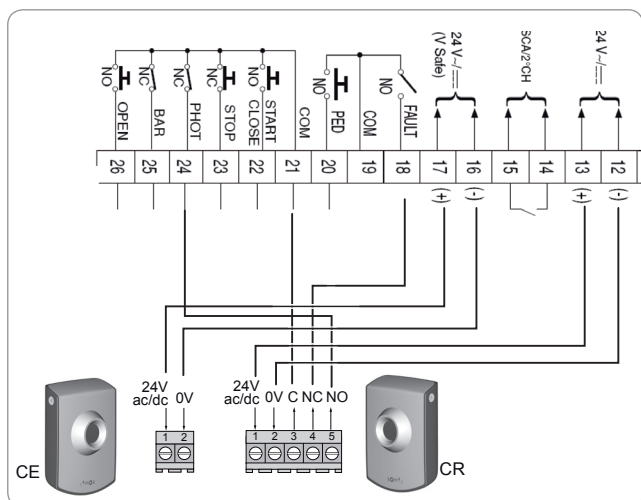 NO OPEN
NC BAR
NC PHOT
NC STOP
NO START
CLOSE
COM
NO PED
COM
NO FAULT
24 V ~/⎓
(V Safe)
SCA/2°CH
24 V ~/⎓
26 25 24 23 22 21 20 19 18 17 16 15 14 13 12
(+) (-) (+) (-)
24V
ac/dc 0V
24V
ac/dc 0V C NC NO
1 2
1 2 3 4 5
CE
CR